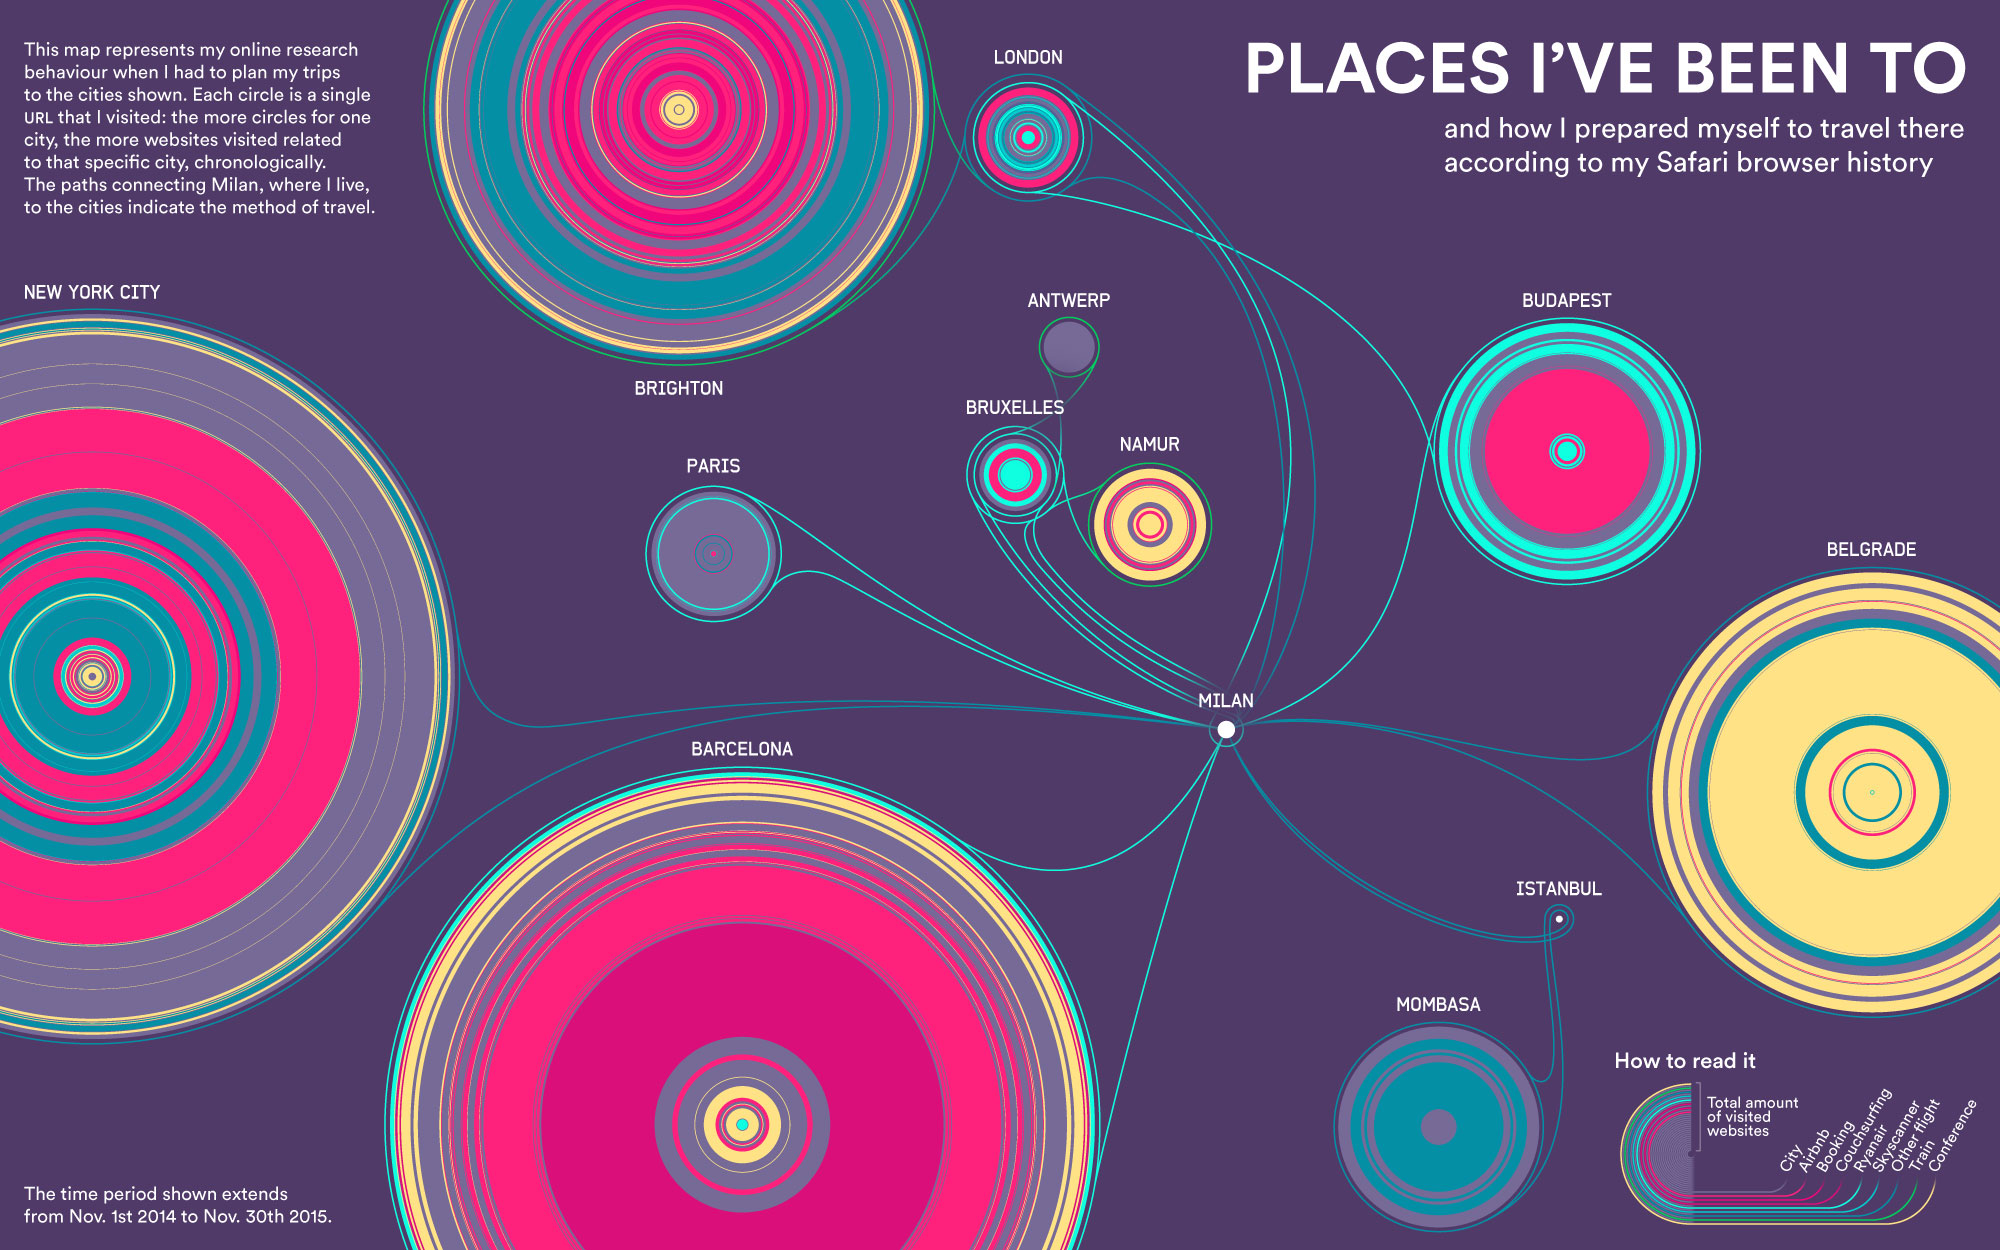 This map represents my online research
behaviour when I had to plan my trips
to the cities shown. Each circle is a single
URL that I visited: the more circles for one
city, the more websites visited related
to that specific city, chronologically.
The paths connecting Milan, where I live,
to the cities indicate the method of travel.
PLACES I’VE BEEN TO
and how I prepared myself to travel there
according to my Safari browser history
LONDON
NEW YORK CITY
ANTWERP
BUDAPEST
BRIGHTON
BRUXELLES
NAMUR
PARIS
BELGRADE
MILAN
BARCELONA
ISTANBUL
MOMBASA
How to read it
Total amount
of visited
websites
City
Airbnb
Booking
Couchsurfing
Ryanair
Skyscanner
Other flight
Train
Conference
The time period shown extends
from Nov. 1st 2014 to Nov. 30th 2015.